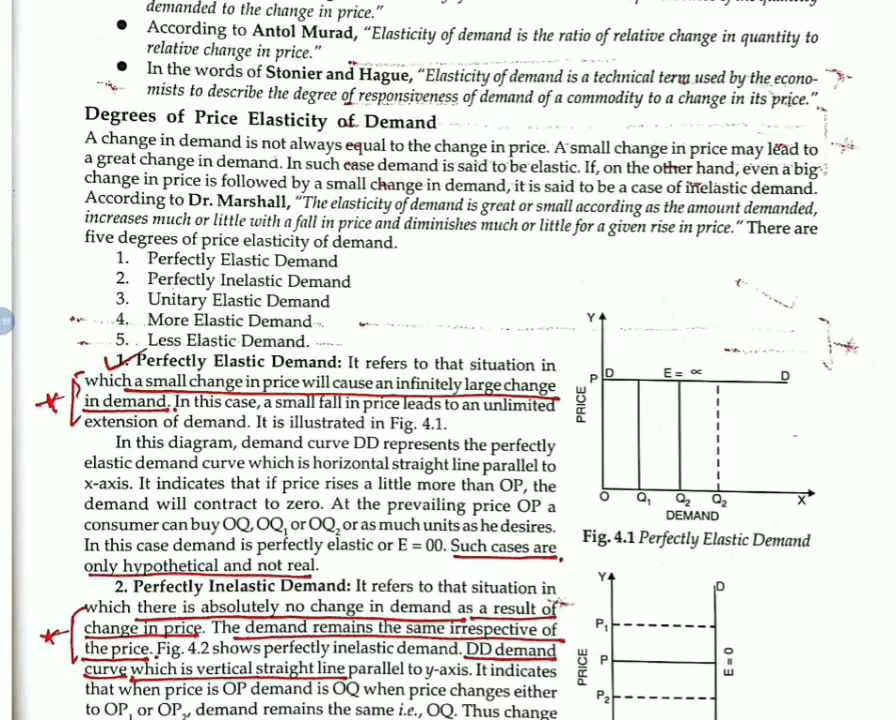 demanded to the change in price.”
● According to Antol Murad, “Elasticity of demand is the ratio of relative change in quantity to
relative change in price.”
● In the words of Stonier and Hague, “Elasticity of demand is a technical term used by the econo-
mists to describe the degree of responsiveness of demand of a commodity to a change in its price.”
Degrees of Price Elasticity of Demand
A change in demand is not always equal to the change in price. A small change in price may lead to
a great change in demand. In such case demand is said to be elastic. If, on the other hand, even a big
change in price is followed by a small change in demand, it is said to be a case of inelastic demand.
According to Dr. Marshall, “The elasticity of demand is great or small according as the amount demanded,
increases much or little with a fall in price and diminishes much or little for a given rise in price.” There are
five degrees of price elasticity of demand.
1. Perfectly Elastic Demand
2. Perfectly Inelastic Demand
3. Unitary Elastic Demand
4. More Elastic Demand
5. Less Elastic Demand.
1. Perfectly Elastic Demand: It refers to that situation in
which a small change in price will cause an infinitely large change
in demand. In this case, a small fall in price leads to an unlimited
extension of demand. It is illustrated in Fig. 4.1.
In this diagram, demand curve DD represents the perfectly
elastic demand curve which is horizontal straight line parallel to
x-axis. It indicates that if price rises a little more than OP, the
demand will contract to zero. At the prevailing price OP a
consumer can buy OQ, OQ₁ or OQ₂ or as much units as he desires.
In this case demand is perfectly elastic or E = 00. Such cases are
only hypothetical and not real.
2. Perfectly Inelastic Demand: It refers to that situation in
which there is absolutely no change in demand as a result of
change in price. The demand remains the same irrespective of
the price. Fig. 4.2 shows perfectly inelastic demand. DD demand
curve which is vertical straight line parallel to y-axis. It indicates
that when price is OP demand is OQ when price changes either
to OP₁ or OP₂, demand remains the same i.e., OQ. Thus change
Y
P D E = ∝ D
PRICE
O Q₁ Q₂ Q₂ X
DEMAND
Fig. 4.1 Perfectly Elastic Demand
Y
D
P₁
P
P₂
PRICE
E = 0